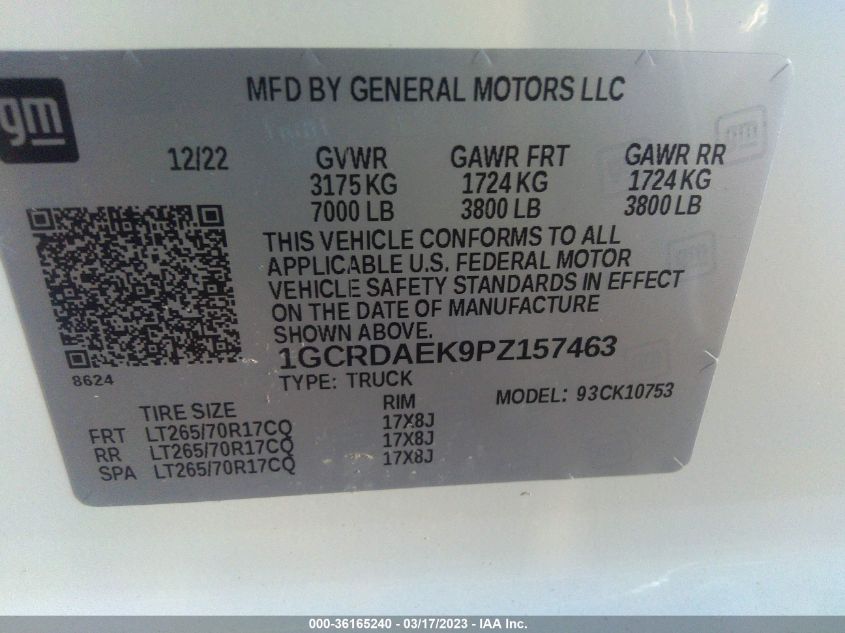 gm
MFD BY GENERAL MOTORS LLC
12/22 GVWR GAWR FRT GAWR RR
3175 KG 1724 KG 1724 KG
7000 LB 3800 LB 3800 LB
THIS VEHICLE CONFORMS TO ALL
APPLICABLE U.S. FEDERAL MOTOR
VEHICLE SAFETY STANDARDS IN EFFECT
ON THE DATE OF MANUFACTURE
SHOWN ABOVE.
1GCRDAEK9PZ157463
8624
TYPE: TRUCK MODEL: 93CK10753
TIRE SIZE RIM
FRT LT265/70R17CQ 17X8J
RR LT265/70R17CQ 17X8J
SPA LT265/70R17CQ 17X8J
000-36165240 - 03/17/2023 - IAA Inc.